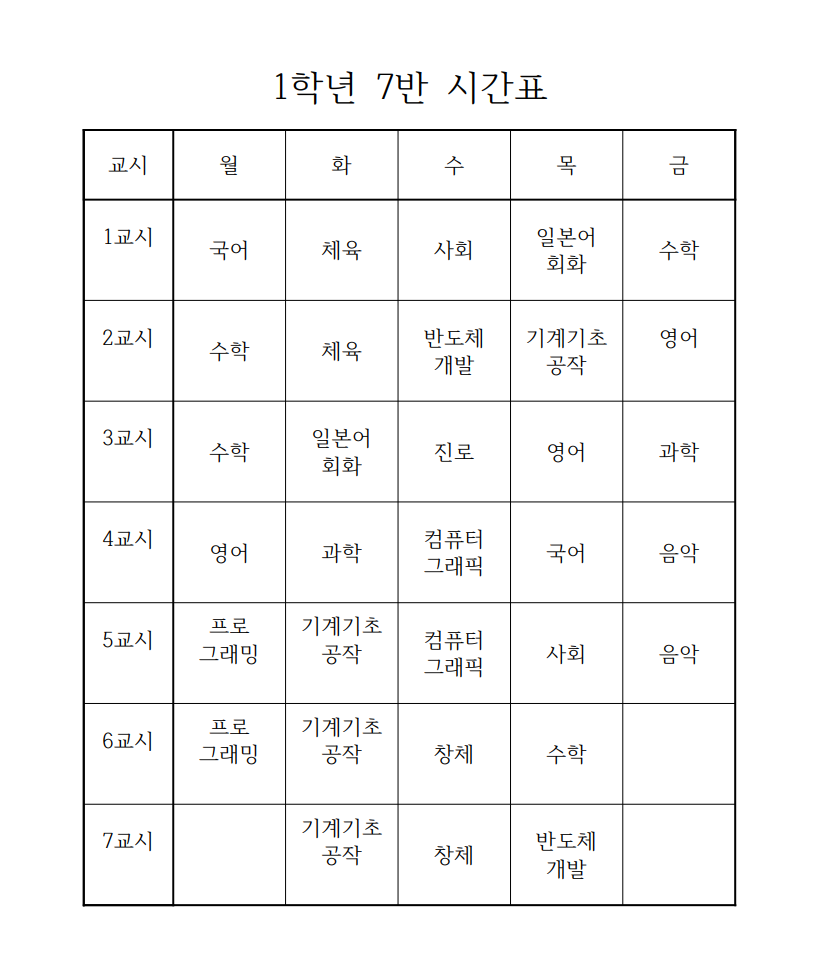 1학년 7반 시간표
교시 월 화 수 목 금
1교시 국어 체육 사회 일본어 회화 수학
2교시 수학 체육 반도체 개발 기계기초 공작 영어
3교시 수학 일본어 회화 진로 영어 과학
4교시 영어 과학 컴퓨터 그래픽 국어 음악
5교시 프로 그래밍 기계기초 공작 컴퓨터 그래픽 사회 음악
6교시 프로 그래밍 기계기초 공작 창체 수학
7교시 기계기초 공작 창체 반도체 개발